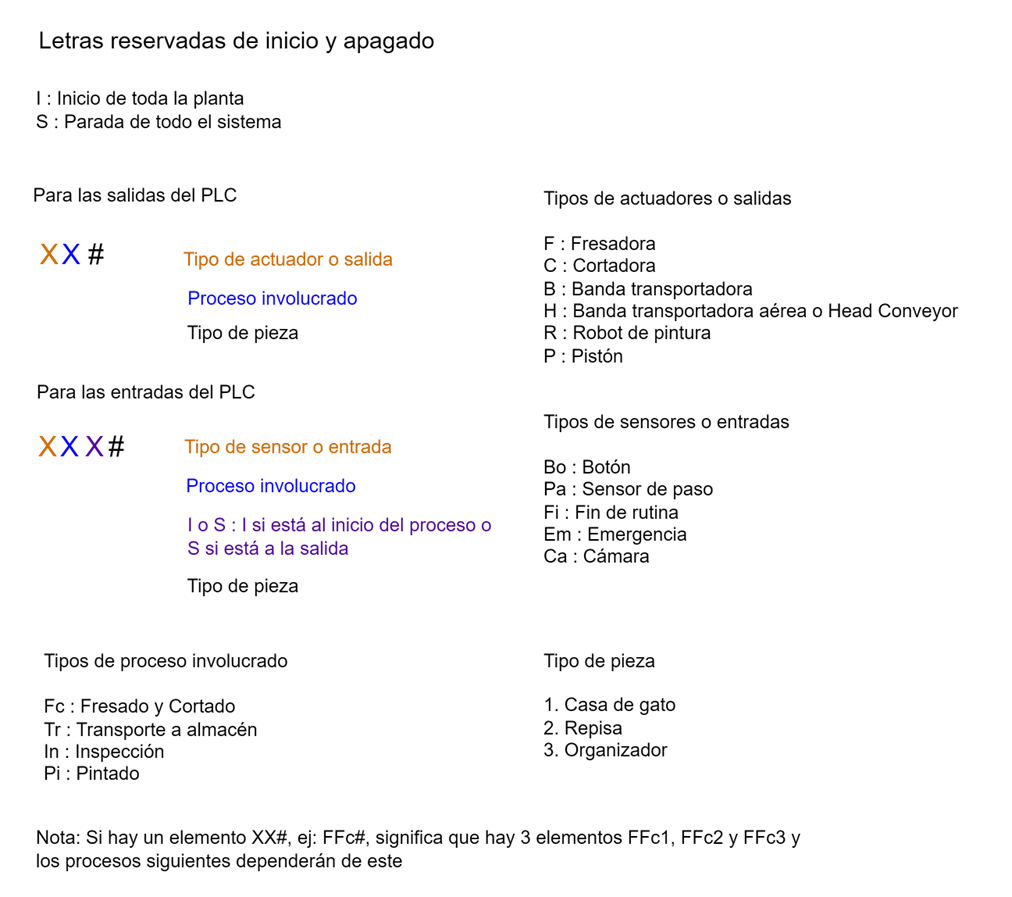 Letras reservadas de inicio y apagado
I : Inicio de toda la planta
S : Parada de todo el sistema
Para las salidas del PLC
XX #
Tipo de actuador o salida
Proceso involucrado
Tipo de pieza
Tipos de actuadores o salidas
F : Fresadora
C : Cortadora
B : Banda transportadora
H : Banda transportadora aérea o Head Conveyor
R : Robot de pintura
P : Pistón
Para las entradas del PLC
XX X#
Tipo de sensor o entrada
Proceso involucrado
I o S : I si está al inicio del proceso o
S si está a la salida
Tipo de pieza
Tipos de sensores o entradas
Bo : Botón
Pa : Sensor de paso
Fi : Fin de rutina
Em : Emergencia
Ca : Cámara
Tipos de proceso involucrado
Fc : Fresado y Cortado
Tr : Transporte a almacén
In : Inspección
Pi : Pintado
Tipo de pieza
1. Casa de gato
2. Repisa
3. Organizador
Nota: Si hay un elemento XX#, ej: FFc#, significa que hay 3 elementos FFc1, FFc2 y FFc3 y
los procesos siguientes dependerán de este